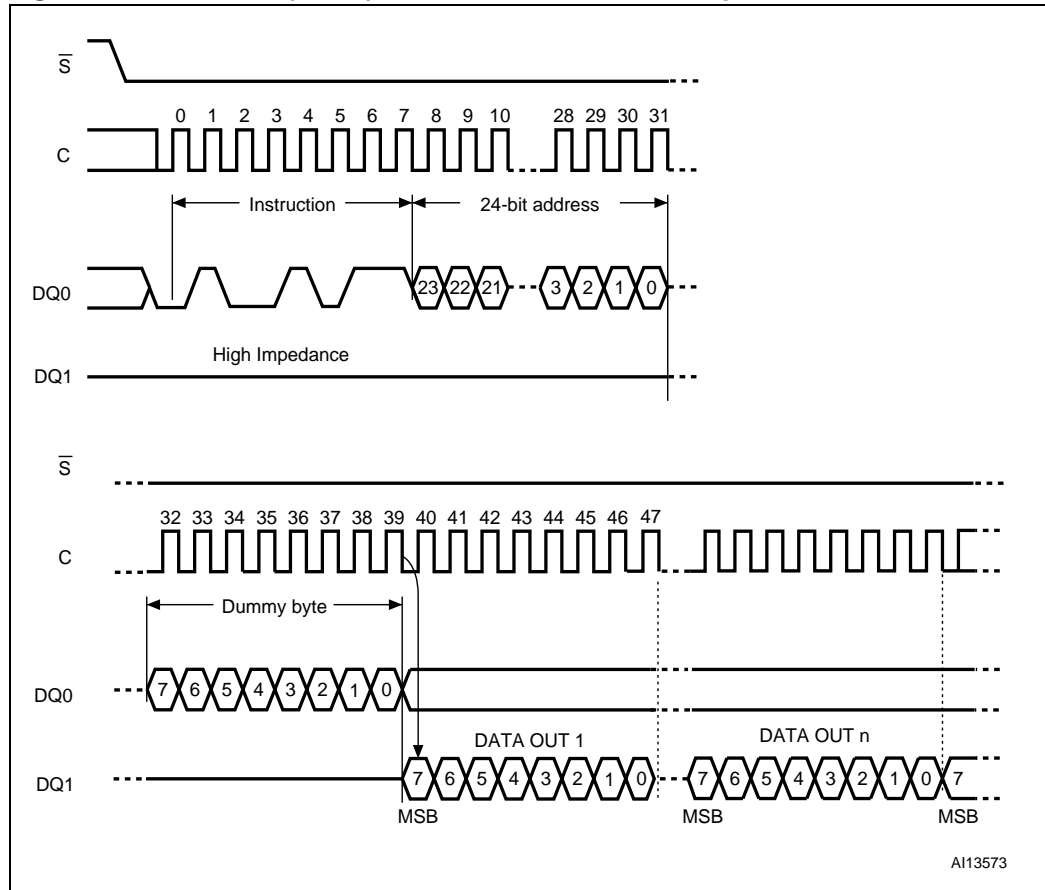 S
0 1 2 3 4 5 6 7 8 9 10 28 29 30 31
C
Instruction 24-bit address
DQ0 23 22 21 3 2 1 0
High Impedance
DQ1
S
32 33 34 35 36 37 38 39 40 41 42 43 44 45 46 47
C
Dummy byte
DQ0 7 6 5 4 3 2 1 0
DATA OUT 1 DATA OUT n
DQ1 7 6 5 4 3 2 1 0 7 6 5 4 3 2 1 0 7
MSB MSB MSB
AI13573